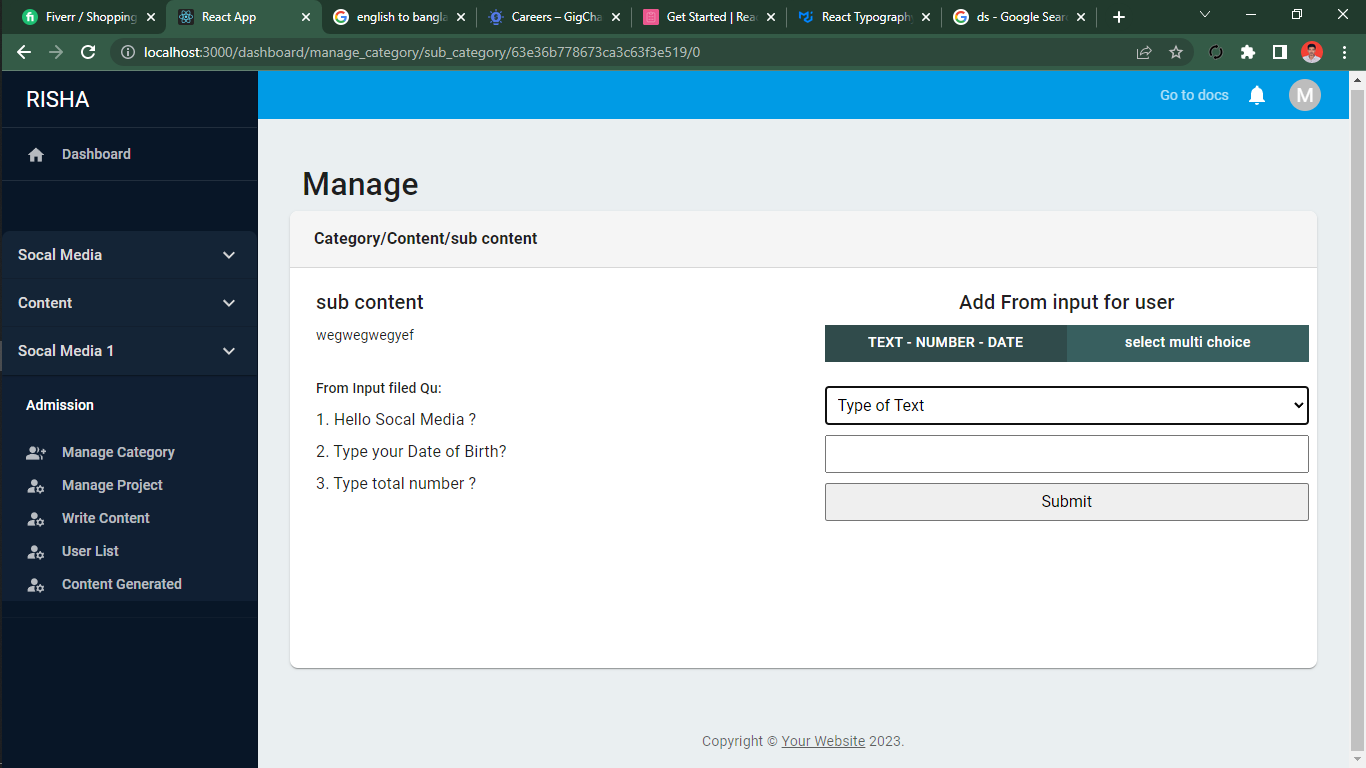 Fiverr / Shopping
React App
english to bangla
Careers – GigCha
Get Started | Rea
React Typography
ds - Google Sear
localhost:3000/dashboard/manage_category/sub_category/63e36b778673ca3c63f3e519/0
RISHA
Go to docs
M
Dashboard
Manage
Socal Media
Content
Socal Media 1
Admission
Manage Category
Manage Project
Write Content
User List
Content Generated
Category/Content/sub content
sub content
wegwegwegyef
From Input filed Qu:
1. Hello Socal Media ?
2. Type your Date of Birth?
3. Type total number ?
Add From input for user
TEXT - NUMBER - DATE
select multi choice
Type of Text
Submit
Copyright © Your Website 2023.